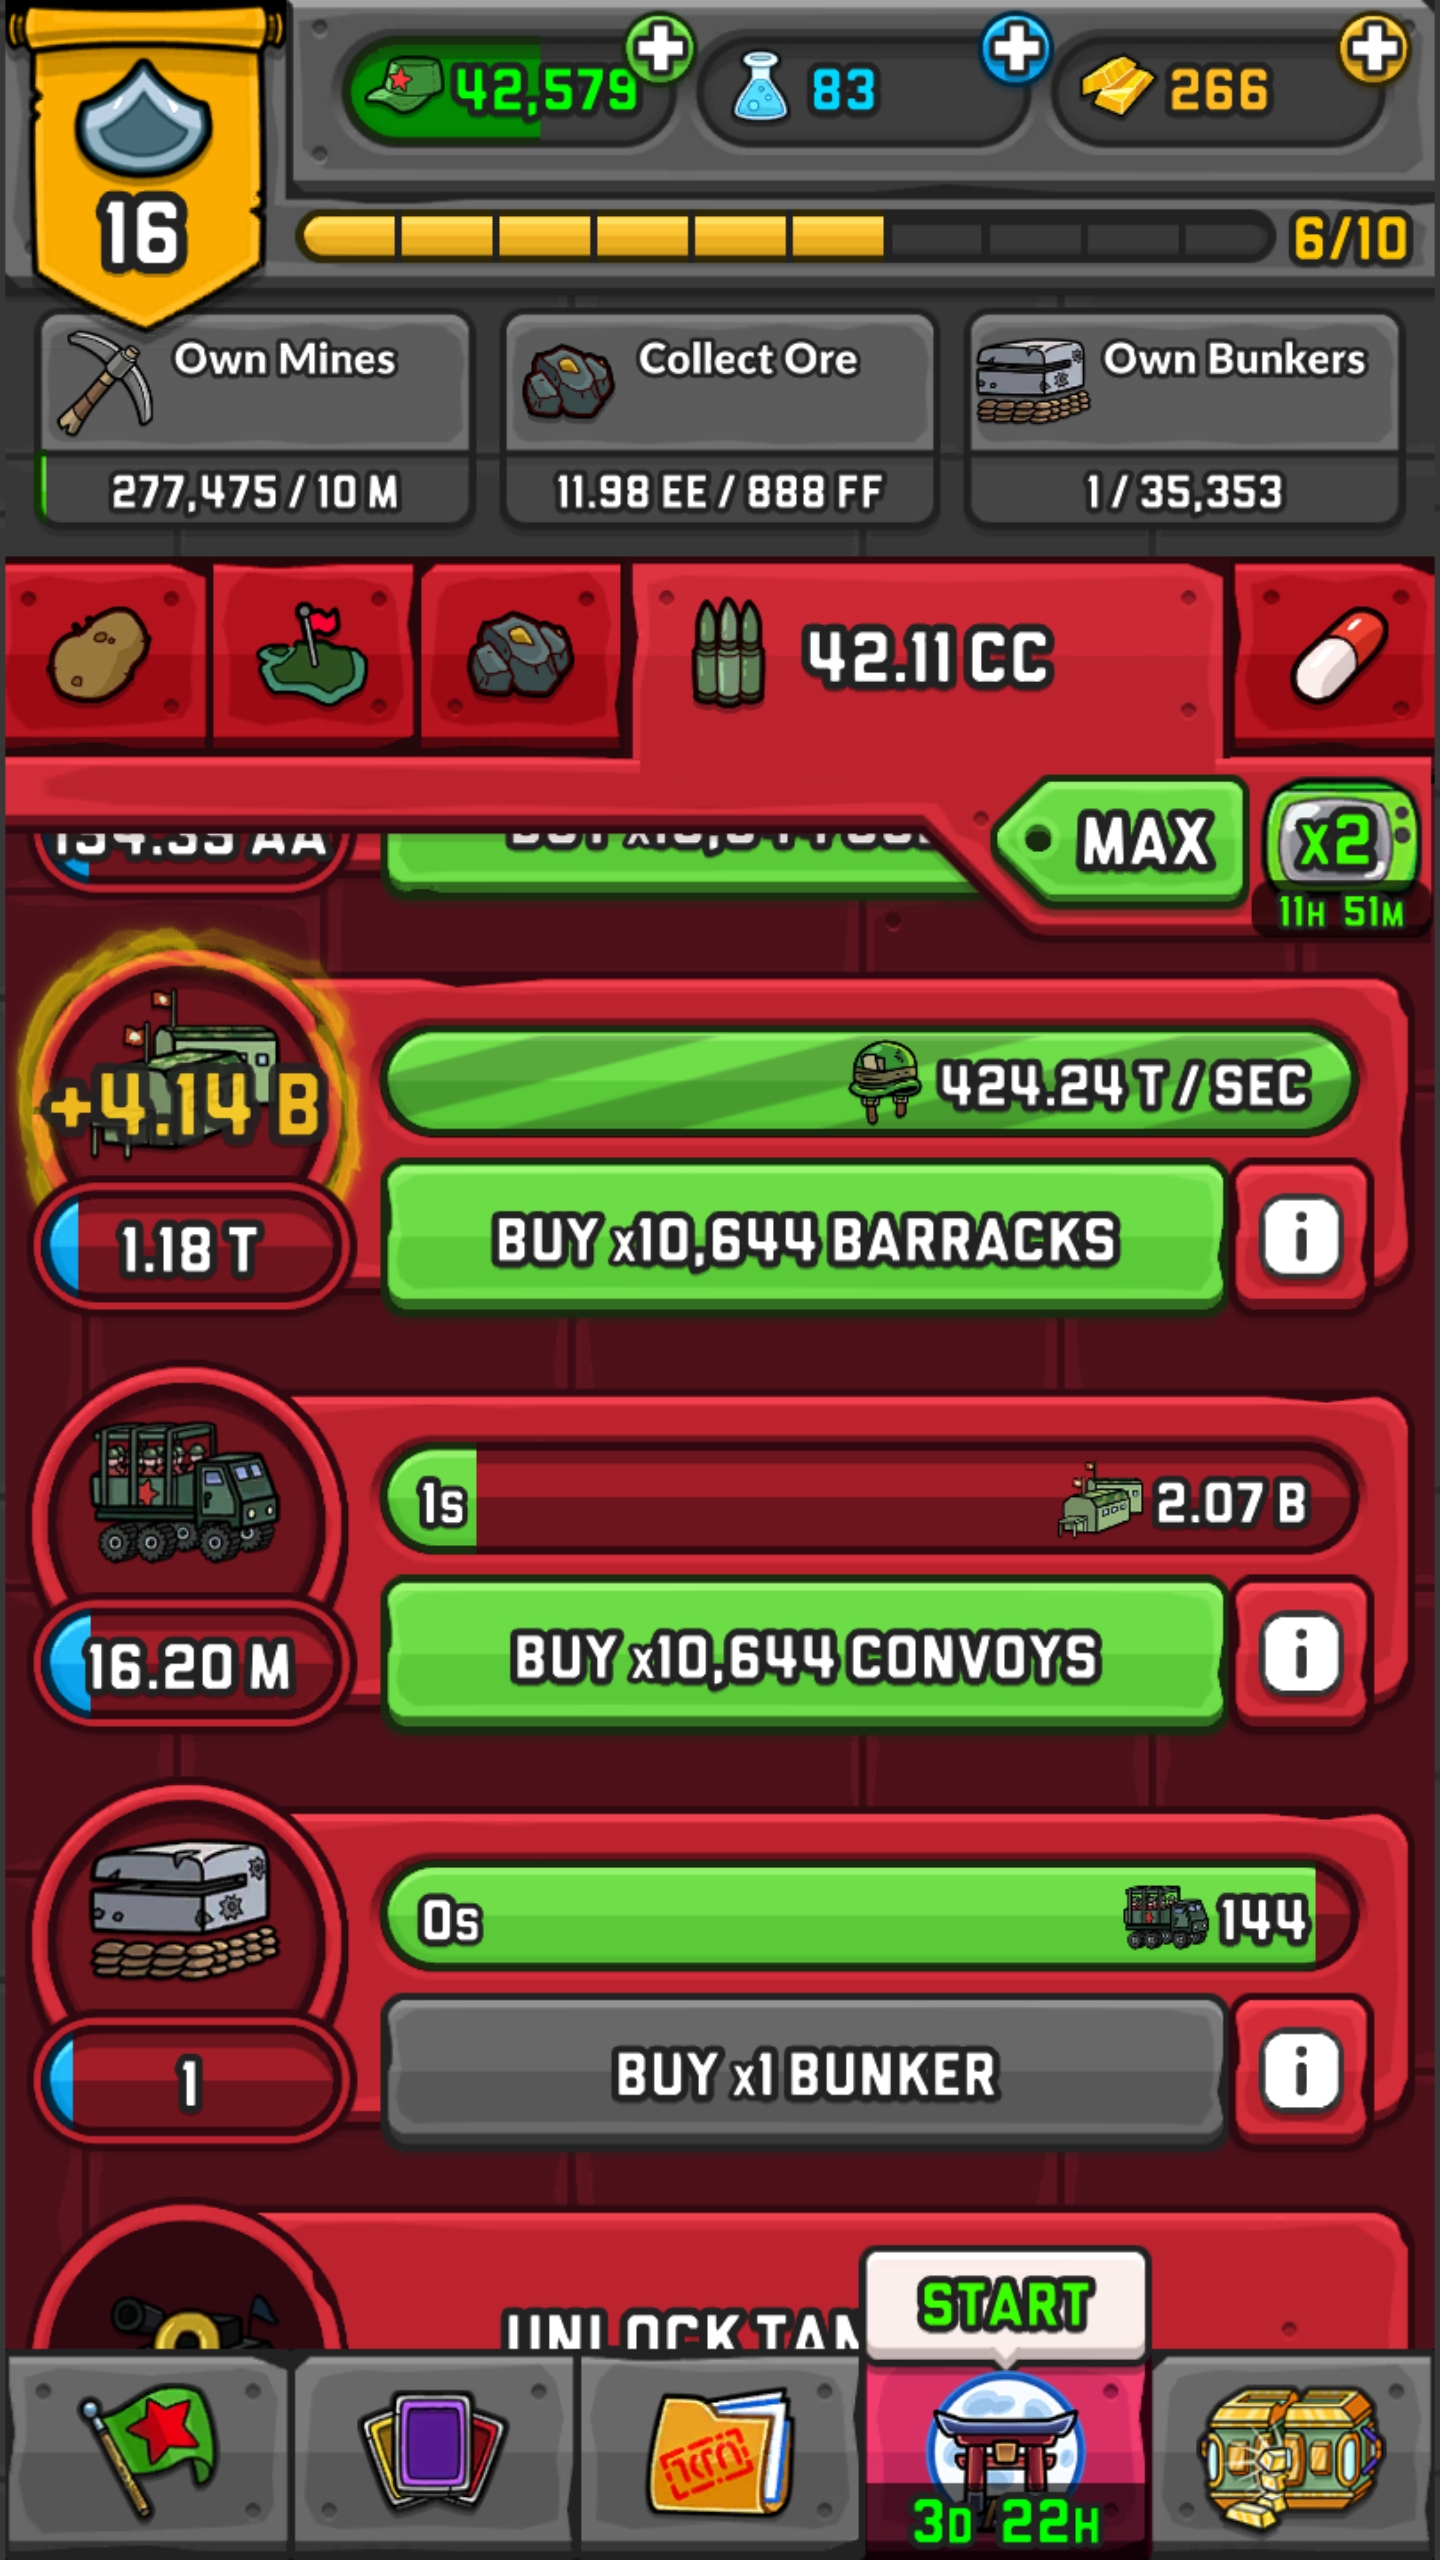 42,579
83
266
16
6/10
Own Mines
Collect Ore
Own Bunkers
277,475 / 10 M
11.98 EE / 888 FF
1 / 35,353
42.11 CC
MAX
x2
11H 51M
+4.14 B
424.24 T / SEC
1.18 T
BUY x10,644 BARRACKS
i
1s
2.07 B
16.20 M
BUY x10,644 CONVOYS
i
0s
144
1
BUY x1 BUNKER
i
START
UNLOCK
3D 22H